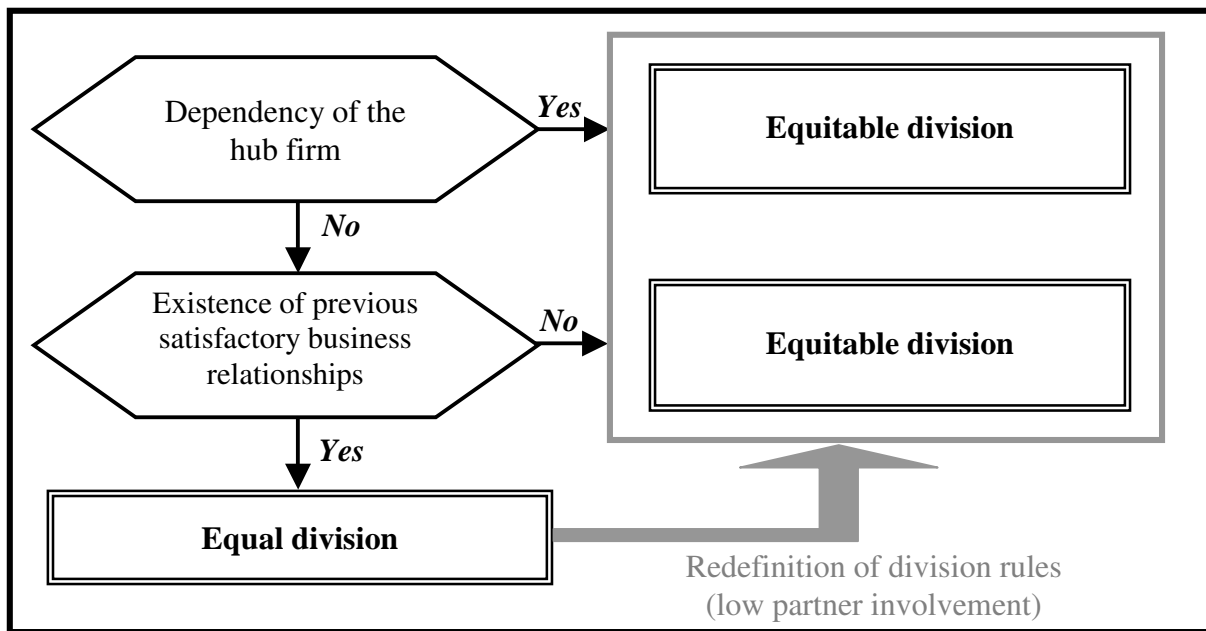 Dependency of the
hub firm
Yes
Equitable division
No
Existence of previous
satisfactory business
relationships
No
Equitable division
Yes
Equal division
Redefinition of division rules
(low partner involvement)